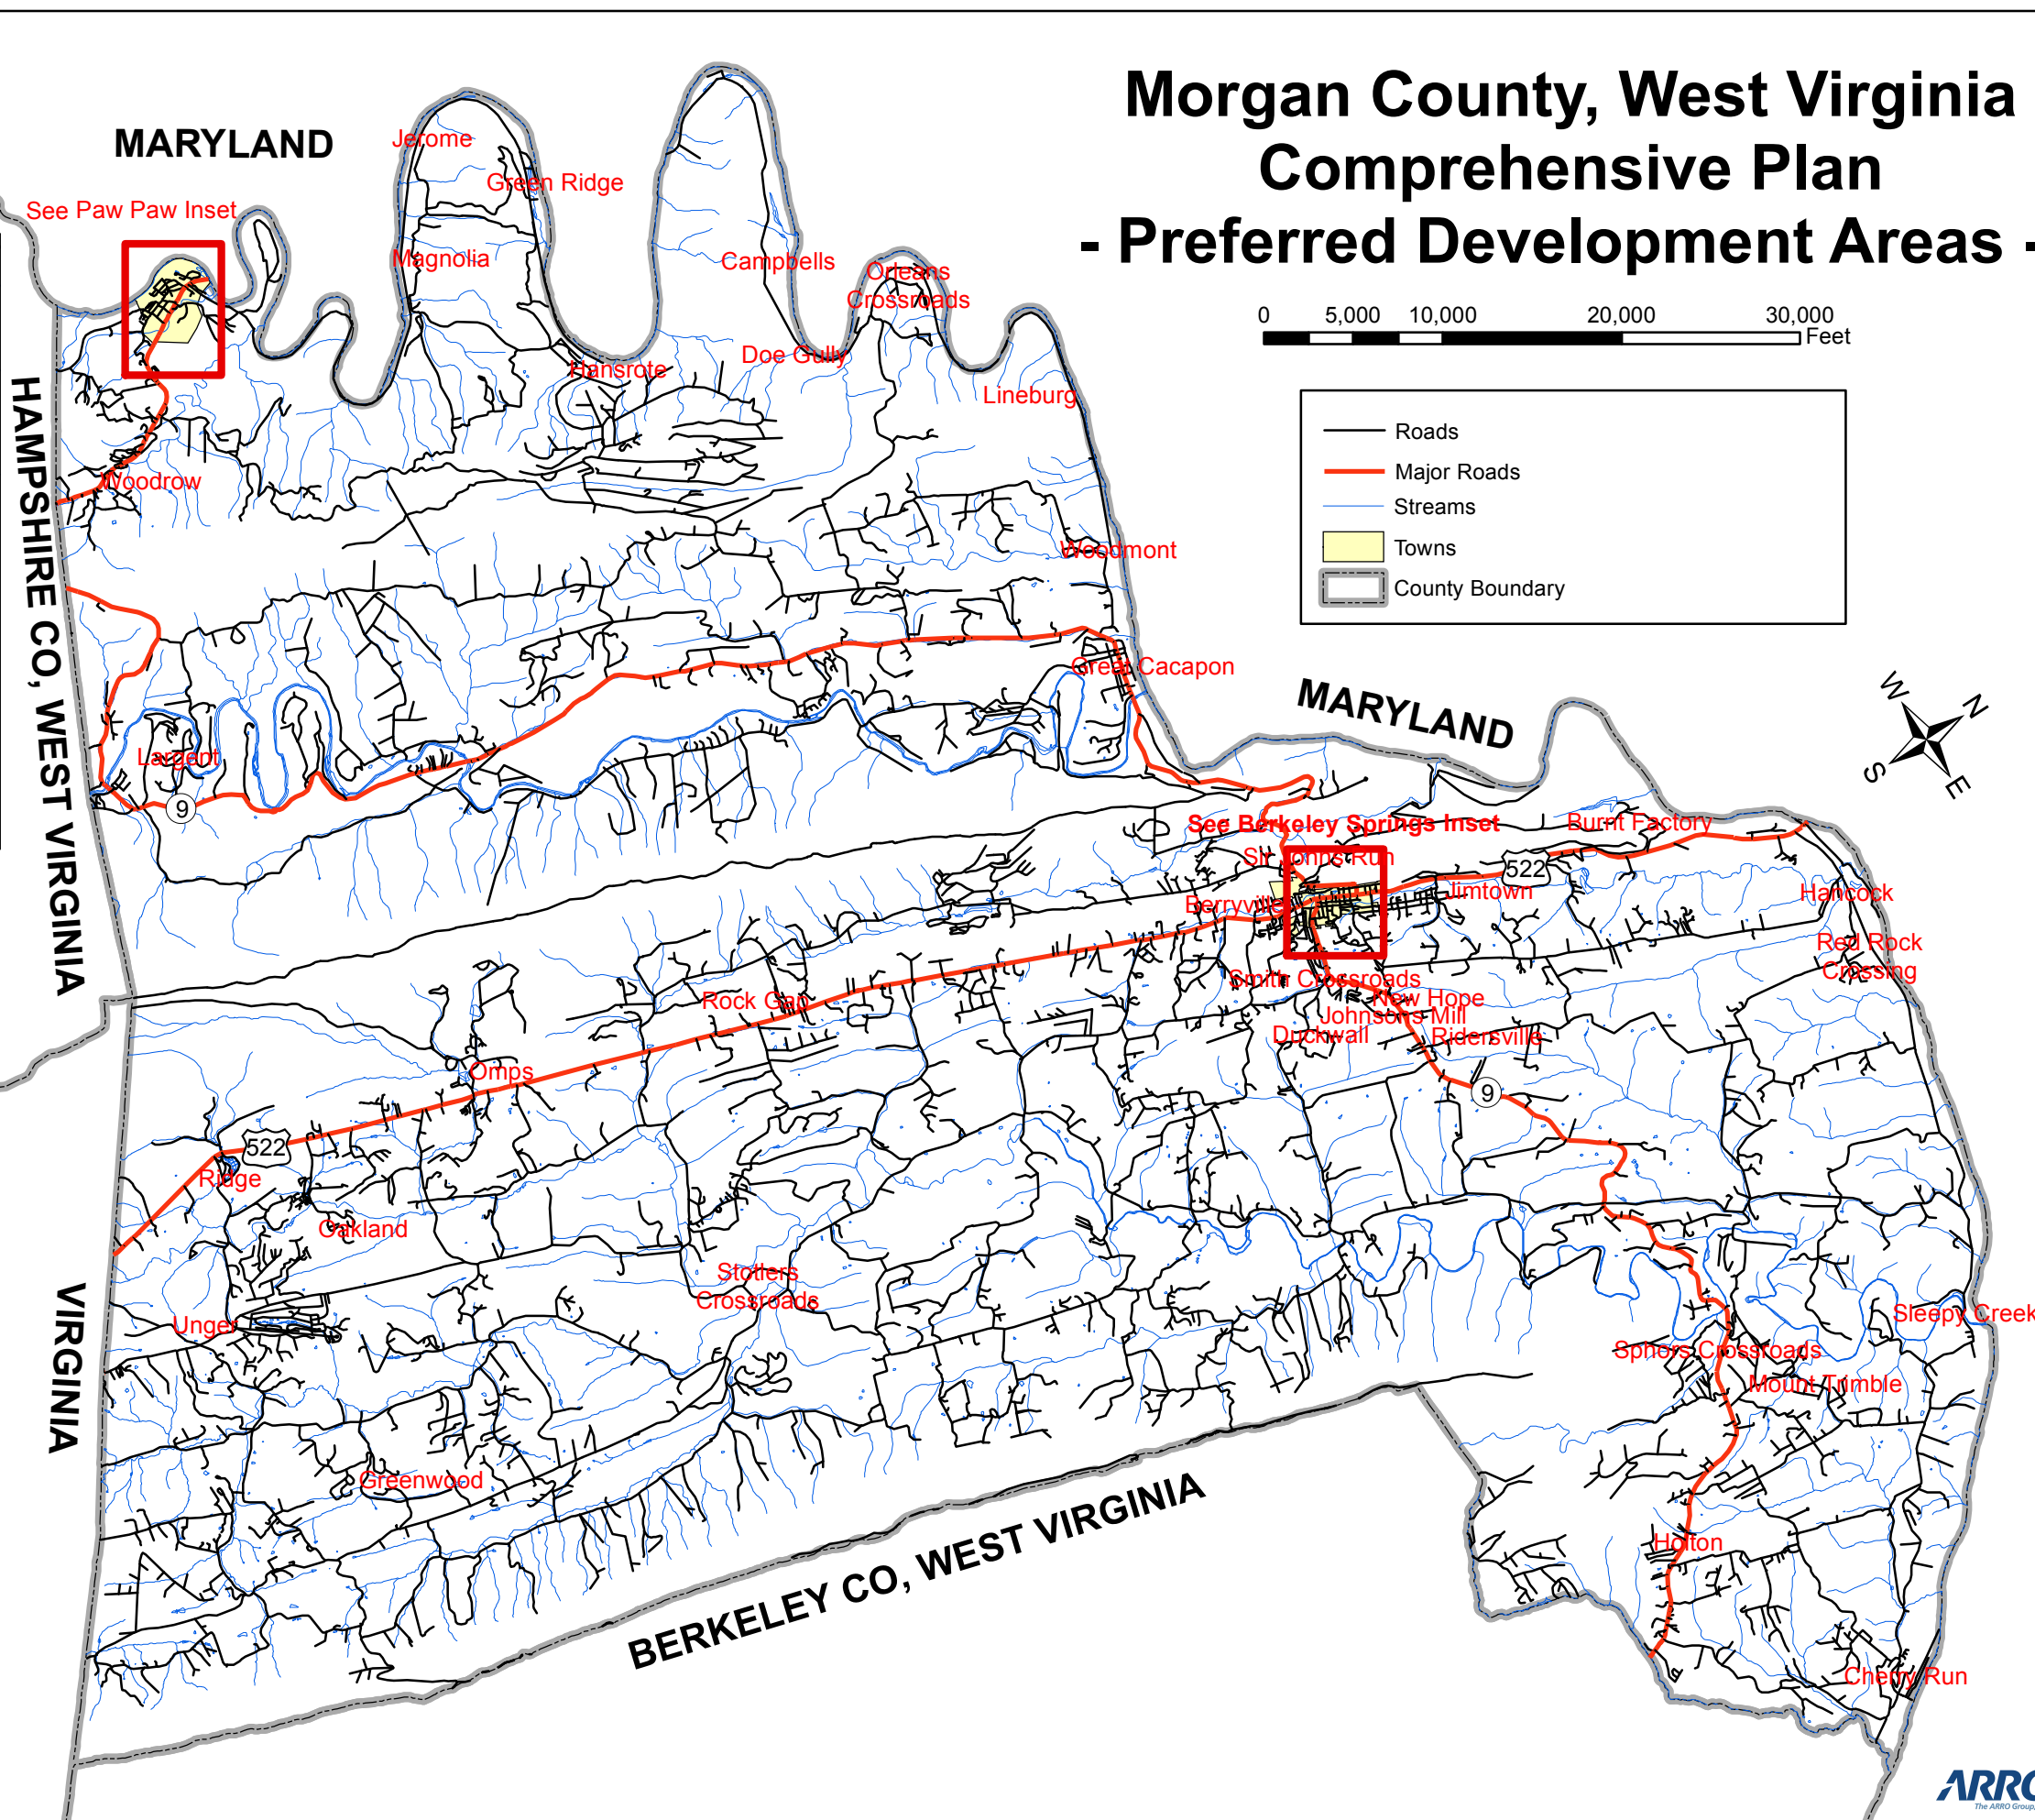 Morgan County, West Virginia
Comprehensive Plan
- Preferred Development Areas -
0 5,000 10,000 20,000 30,000
Feet
Roads
Major Roads
Streams
Towns
County Boundary
MARYLAND
Jerome
Green Ridge
See Paw Paw Inset
Magnolia
Campbells
Orleans
Crossroads
Doe Gully
Hansrote
Lineburg
Woodrow
HAMPSHIRE CO, WEST VIRGINIA
Woodmont
Great Cacapon
MARYLAND
W
N
S
E
Largent
9
See Berkeley Springs Inset
Burnt Factory
Sir Johns Run
522
Jimtown
Hancock
Berryville
Red Rock
Crossing
Smith Crossroads
New Hope
Johnsons Mill
Duckwall
Ridersville
Rock Gap
Omps
9
522
Ridge
Oakland
Stotlers
Crossroads
Unger
VIRGINIA
Sleepy Creek
Sphors Crossroads
Mount Trimble
Greenwood
BERKELEY CO, WEST VIRGINIA
Holton
Cherry Run
ARRO
The ARRO Group,